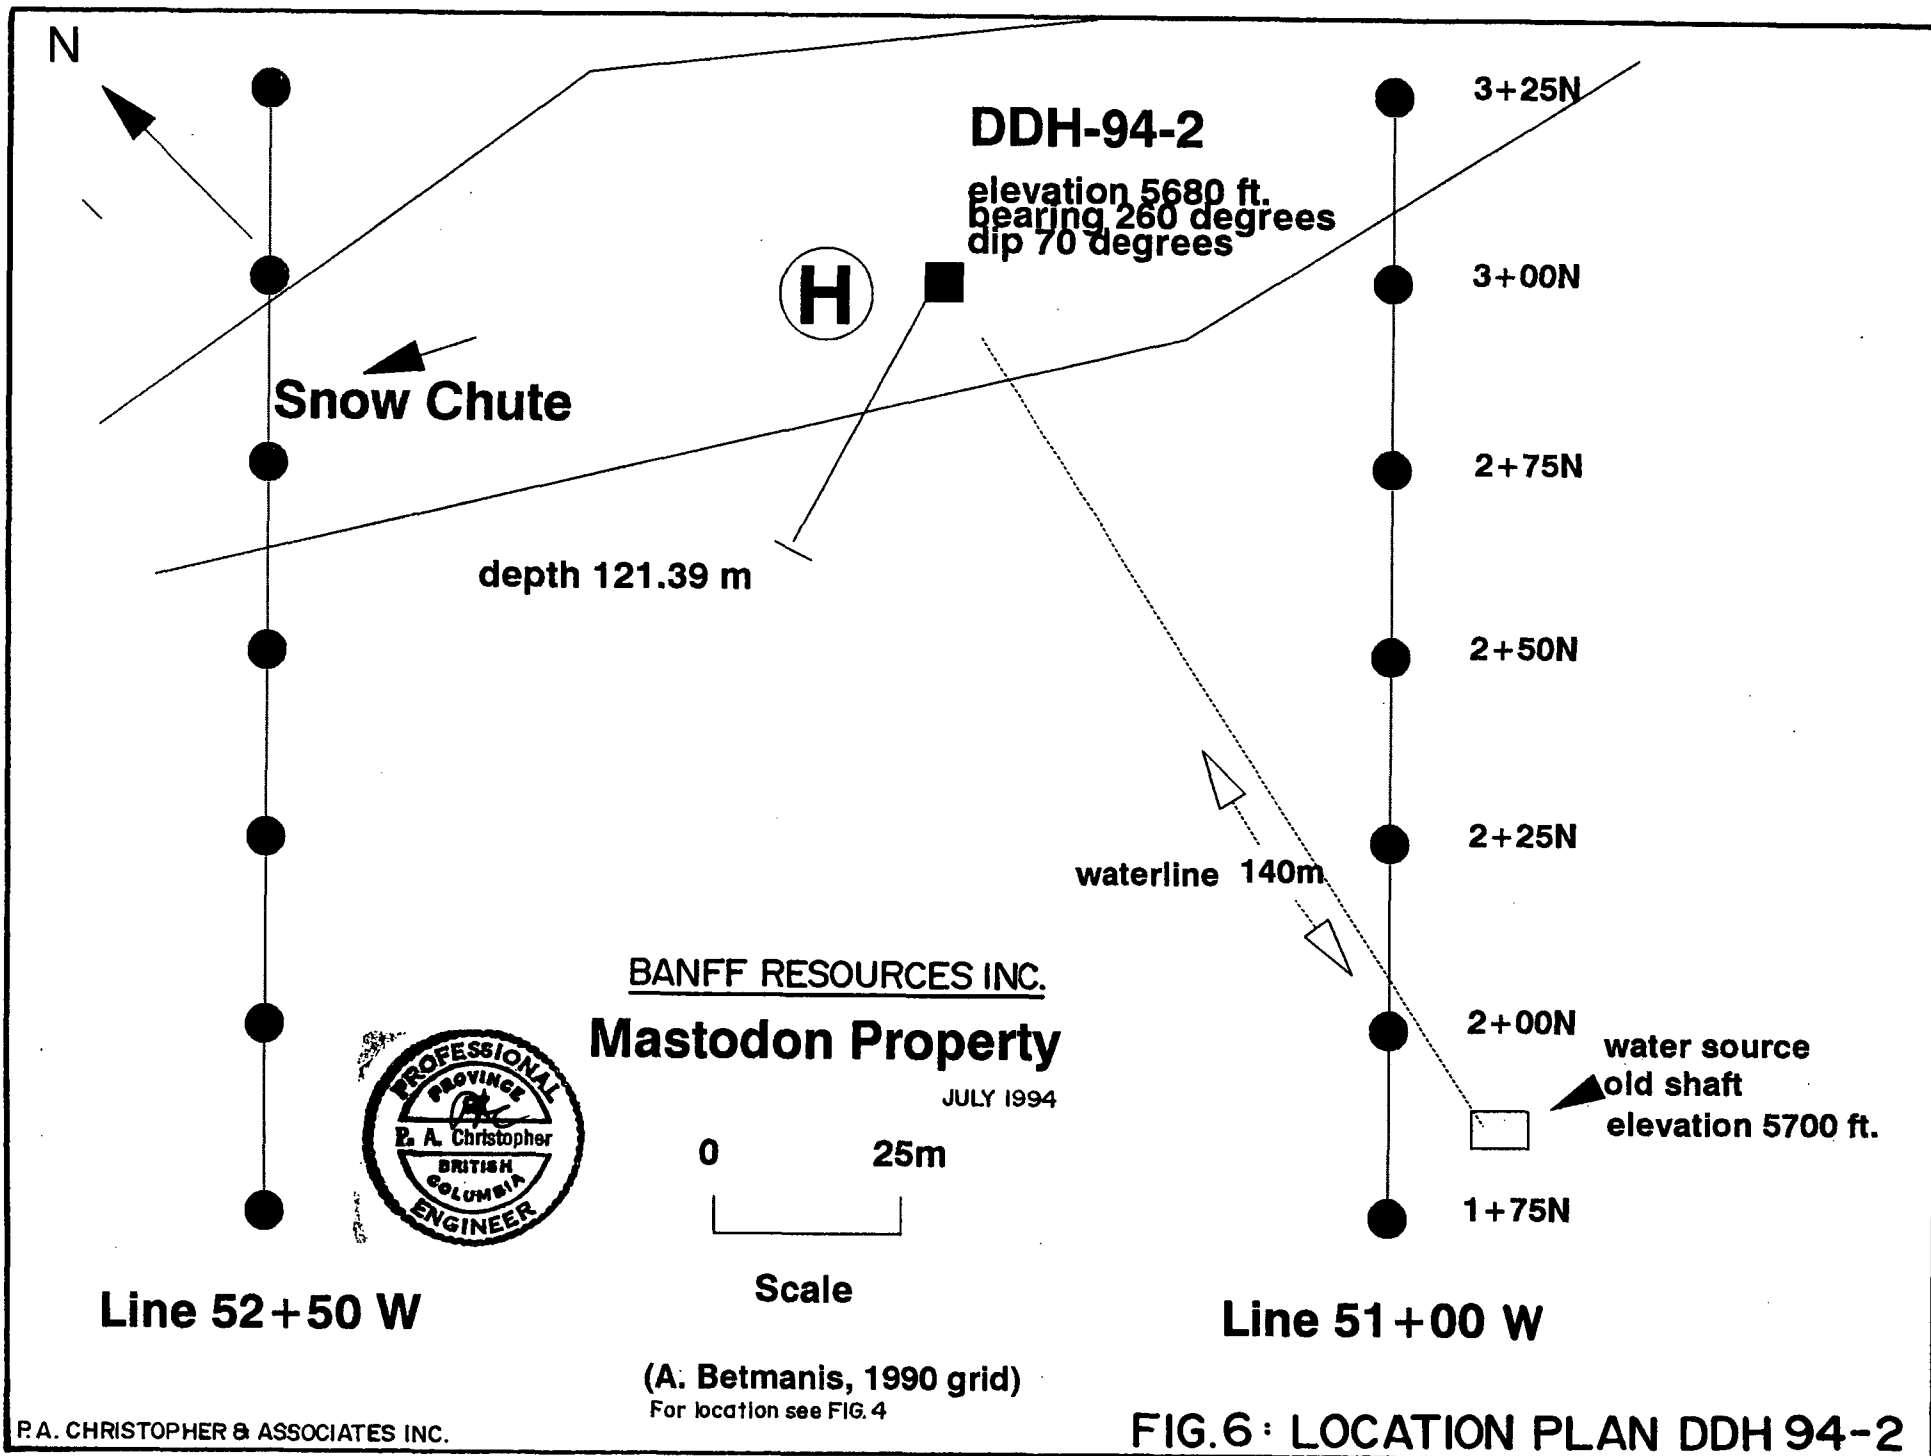 N
3+25N
DDH-94-2
elevation 5680 ft.
bearing 260 degrees
dip 70 degrees
H
3+00N
Snow Chute
2+75N
depth 121.39 m
2+50N
2+25N
waterline 140m
BANFF RESOURCES INC.
Mastodon Property
JULY 1994
2+00N
water source
old shaft
elevation 5700 ft.
PROFESSIONAL
PROVINCE
P. A. Christopher
BRITISH
COLUMBIA
ENGINEER
0 25m
Scale
1+75N
Line 52+50 W
Line 51+00 W
(A. Betmanis, 1990 grid)
For location see FIG. 4
P.A. CHRISTOPHER & ASSOCIATES INC.
FIG. 6 : LOCATION PLAN DDH 94-2